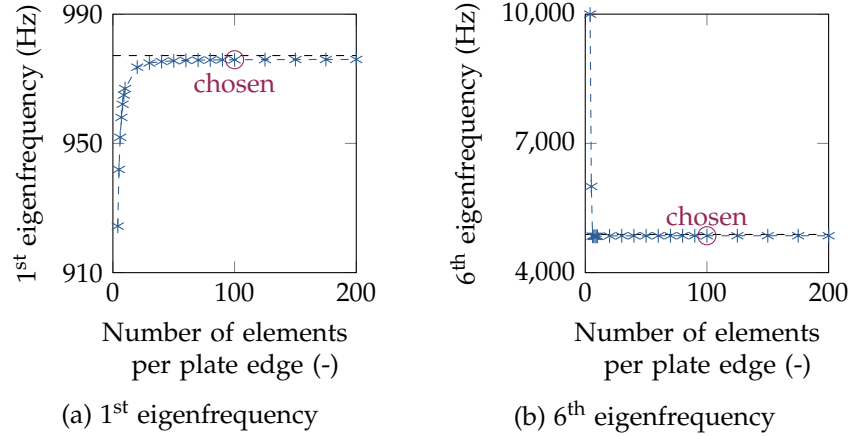 1st eigenfrequency (Hz)
990
950
910
0
100
200
chosen
Number of elements
per plate edge (-)
(a) 1st eigenfrequency
6th eigenfrequency (Hz)
10,000
7,000
4,000
0
100
200
chosen
Number of elements
per plate edge (-)
(b) 6th eigenfrequency